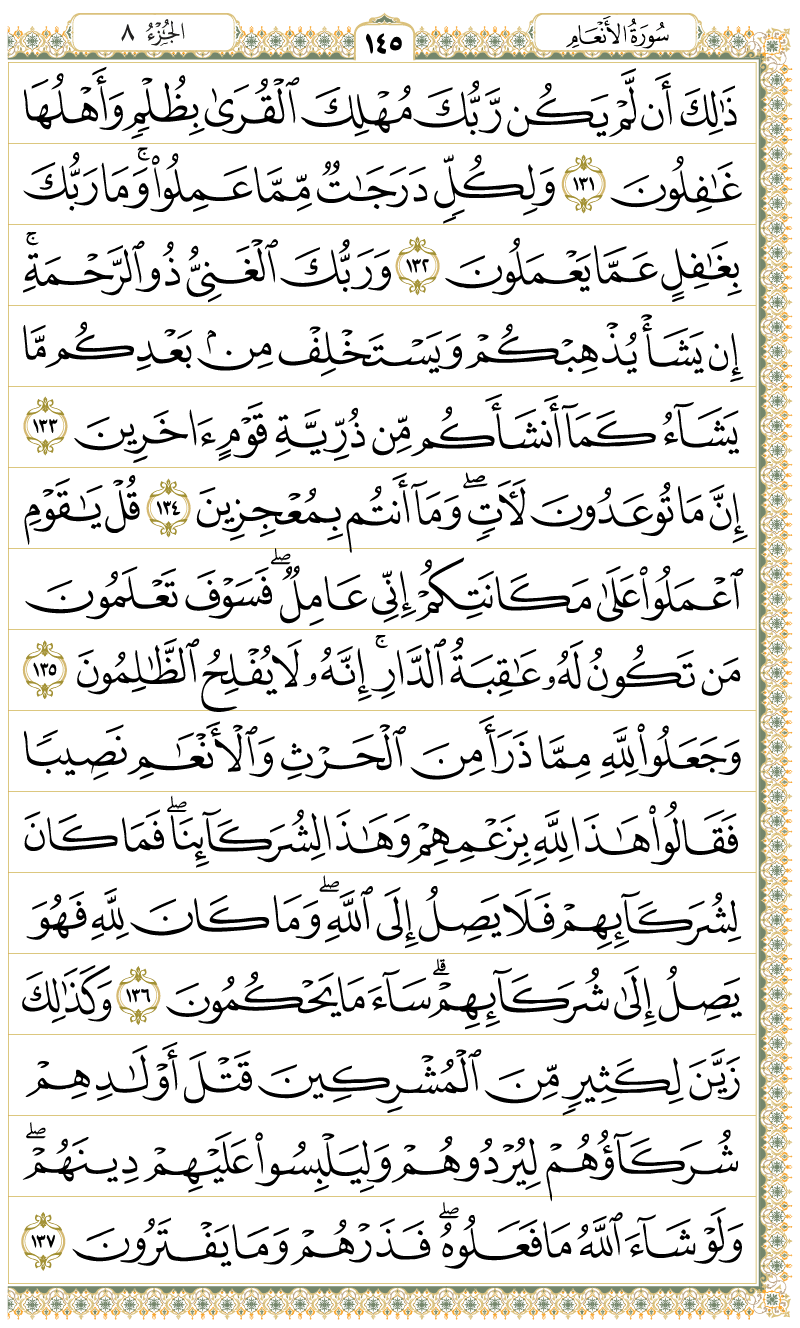 سُورَةُ الأَنْعَامِ
١٤٥
الجُزْءُ ٨
ذَٰلِكَ أَن لَّمْ يَكُن رَّبُّكَ مُهْلِكَ ٱلْقُرَىٰ بِظُلْمٍ وَأَهْلُهَا
غَٰفِلُونَ ١٣١ وَلِكُلٍّ دَرَجَٰتٌ مِّمَّا عَمِلُوا۟ ۚ وَمَا رَبُّكَ
بِغَٰفِلٍ عَمَّا يَعْمَلُونَ ١٣٢ وَرَبُّكَ ٱلْغَنِىُّ ذُو ٱلرَّحْمَةِ ۚ
إِن يَشَأْ يُذْهِبْكُمْ وَيَسْتَخْلِفْ مِنۢ بَعْدِكُم مَّا
يَشَآءُ كَمَآ أَنشَأَكُم مِّن ذُرِّيَّةِ قَوْمٍ ءَاخَرِينَ ١٣٣
إِنَّ مَا تُوعَدُونَ لَءَاتٍ ۖ وَمَآ أَنتُم بِمُعْجِزِينَ ١٣٤ قُلْ يَٰقَوْمِ
ٱعْمَلُوا۟ عَلَىٰ مَكَانَتِكُمْ إِنِّى عَامِلٌ ۖ فَسَوْفَ تَعْلَمُونَ
مَن تَكُونُ لَهُۥ عَٰقِبَةُ ٱلدَّارِ ۚ إِنَّهُۥ لَا يُفْلِحُ ٱلظَّٰلِمُونَ ١٣٥
وَجَعَلُوا۟ لِلَّهِ مِمَّا ذَرَأَ مِنَ ٱلْحَرْثِ وَٱلْأَنْعَٰمِ نَصِيبًا
فَقَالُوا۟ هَٰذَا لِلَّهِ بِزَعْمِهِمْ وَهَٰذَا لِشُرَكَآئِنَا ۖ فَمَا كَانَ
لِشُرَكَآئِهِمْ فَلَا يَصِلُ إِلَى ٱللَّهِ ۖ وَمَا كَانَ لِلَّهِ فَهُوَ
يَصِلُ إِلَىٰ شُرَكَآئِهِمْ ۗ سَآءَ مَا يَحْكُمُونَ ١٣٦ وَكَذَٰلِكَ
زَيَّنَ لِكَثِيرٍ مِّنَ ٱلْمُشْرِكِينَ قَتْلَ أَوْلَٰدِهِمْ
شُرَكَآؤُهُمْ لِيُرْدُوهُمْ وَلِيَلْبِسُوا۟ عَلَيْهِمْ دِينَهُمْ ۖ
وَلَوْ شَآءَ ٱللَّهُ مَا فَعَلُوهُ ۖ فَذَرْهُمْ وَمَا يَفْتَرُونَ ١٣٧